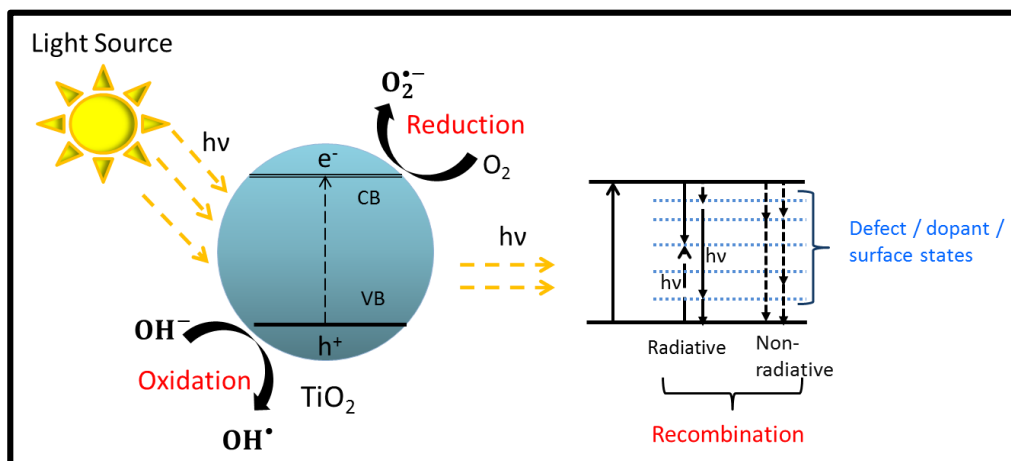 Light Source
hν
O₂•⁻
Reduction
O₂
e⁻
CB
VB
h⁺
OH⁻
Oxidation
OH•
TiO₂
hν
hν
hν
Defect / dopant /
surface states
Radiative
Non-
radiative
Recombination